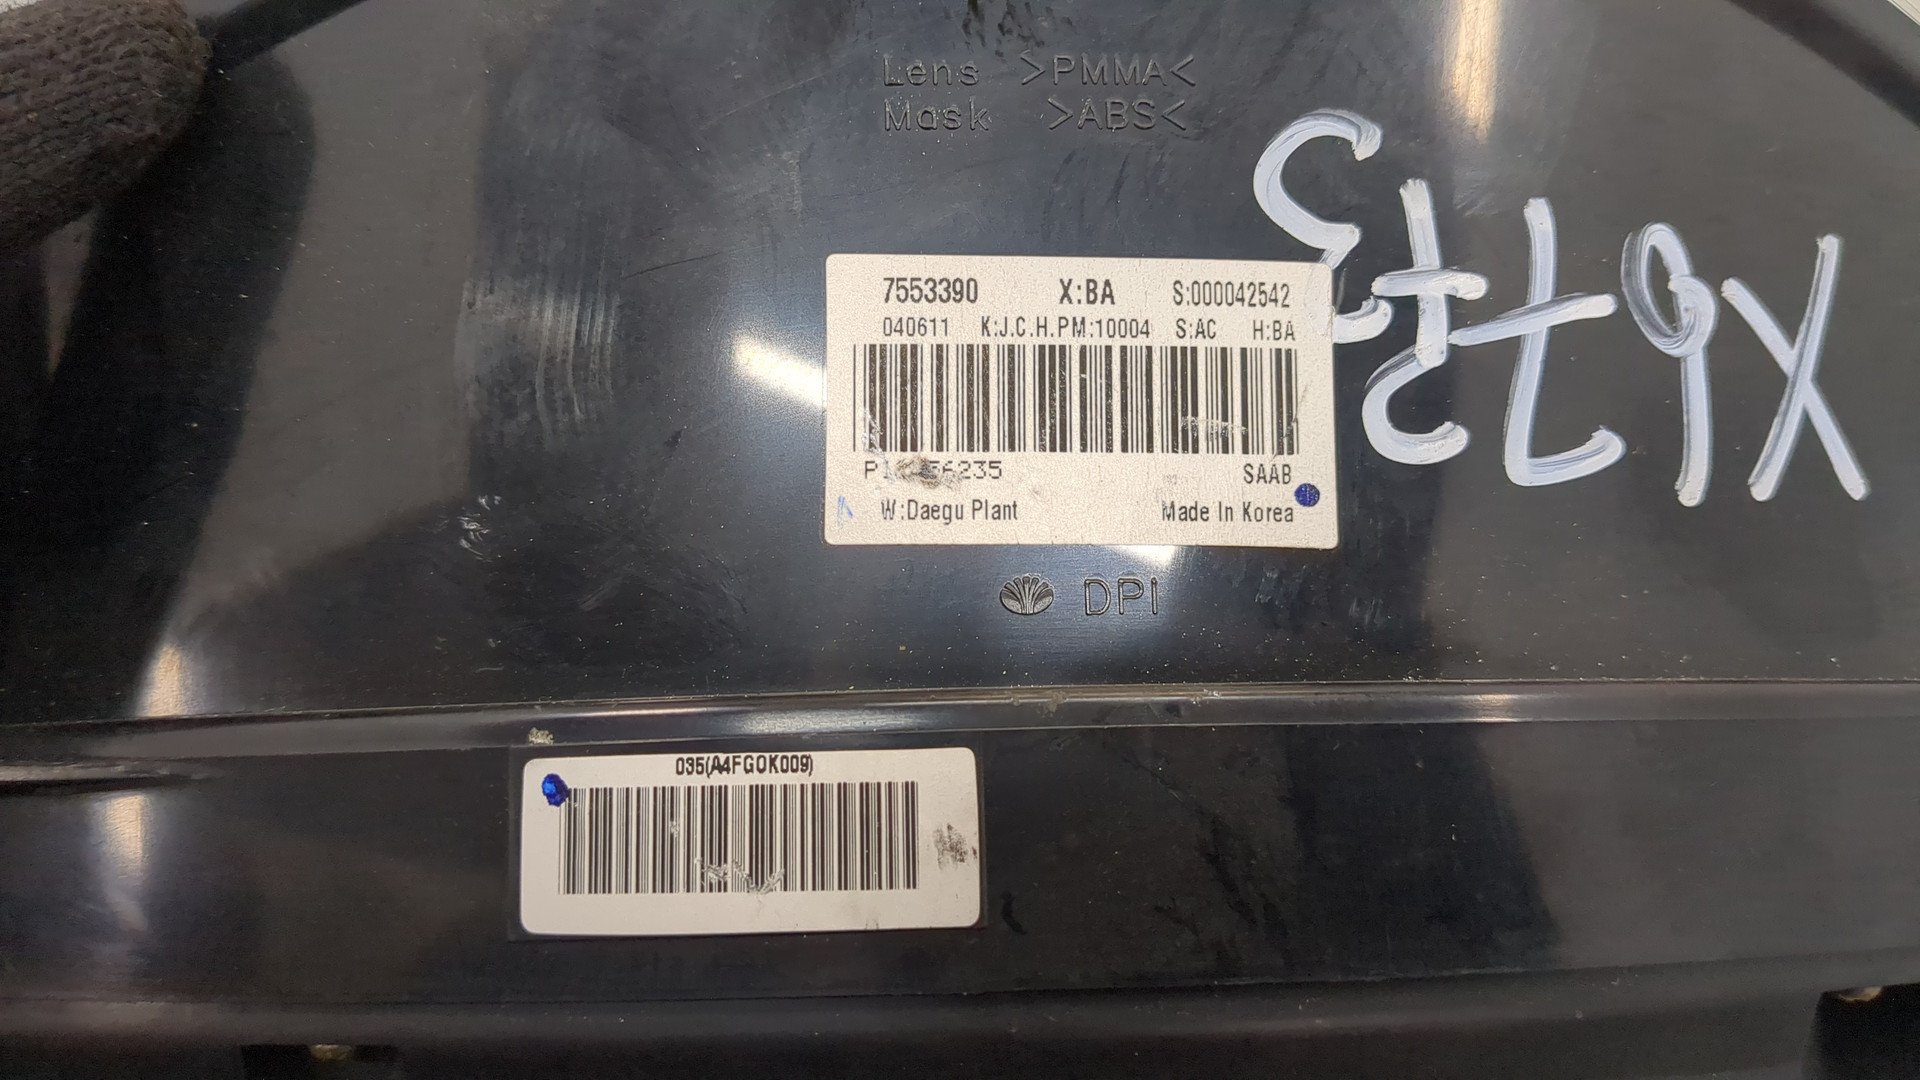 Lens >PMMA<
Mask >ABS<
7553390 X:BA S:000042542
040611 K:J.C.H.PM:10004 S:AC H:BA
SAAB
W:Daegu Plant Made In Korea
DPI
035(A4FGOK009)